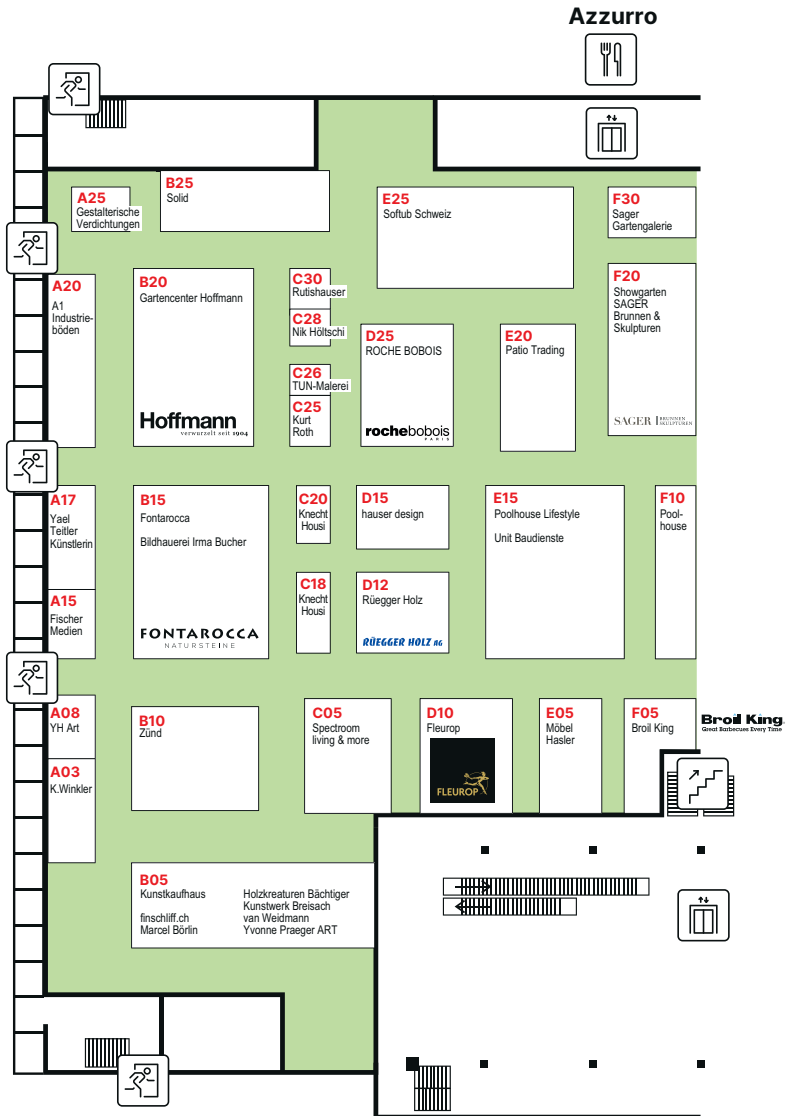 Azzurro
A25
Gestalterische
Verdichtungen
B25
Solid
E25
Softub Schweiz
F30
Sager
Gartengalerie
A20
A1
Industrie-
böden
B20
Gartencenter Hoffmann
Hoffmann
verwurzelt seit 1904
C30
Rutishauser
C28
Nik Höltschi
C26
TUN-Malerei
C25
Kurt
Roth
D25
ROCHE BOBOIS
rochebobois
PARIS
E20
Patio Trading
F20
Showgarten
SAGER
Brunnen &
Skulpturen
SAGER BRUNNEN
SKULPTUREN
A17
Yael
Teitler
Künstlerin
A15
Fischer
Medien
B15
Fontarocca
Bildhauerei Irma Bucher
FONTAROCCA
NATURSTEINE
C20
Knecht
Housi
C18
Knecht
Housi
D15
hauser design
D12
Rüegger Holz
RÜEGGER HOLZ AG
E15
Poolhouse Lifestyle
Unit Baudienste
F10
Pool-
house
A08
YH Art
A03
K.Winkler
B10
Zünd
C05
Spectroom
living & more
D10
Fleurop
FLEUROP
E05
Möbel
Hasler
F05
Broil King
Broil King
Great Barbecues Every Time
B05
Kunstkaufhaus
finschliff.ch
Marcel Börlin
Holzkreaturen Bächtiger
Kunstwerk Breisach
van Weidmann
Yvonne Praeger ART